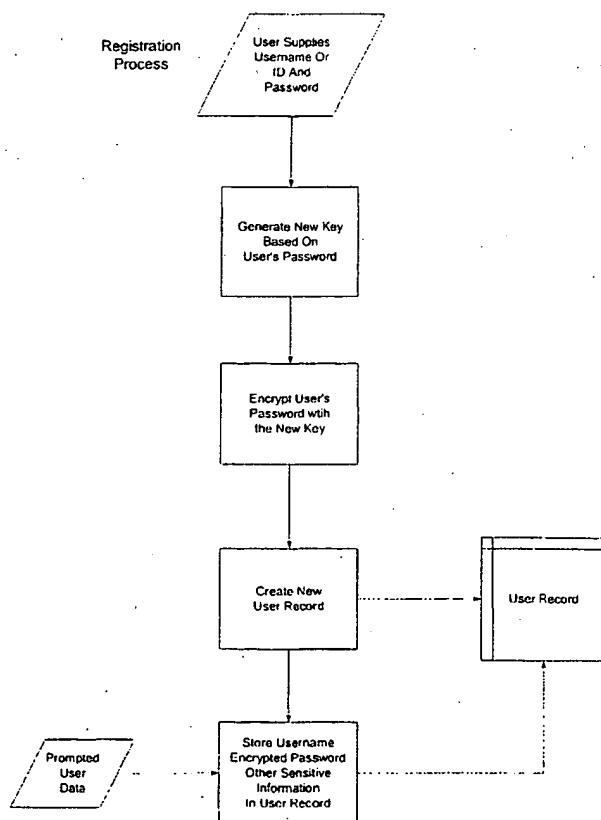 Registration
Process
User Supplies
Username Or
ID And
Password
Generate New Key
Based On
User's Password
Encrypt User's
Password wtih
the New Key
Create New
User Record
User Record
Prompted
User
Data
Store Username
Encrypted Password
Other Sensitive
Information
In User Record